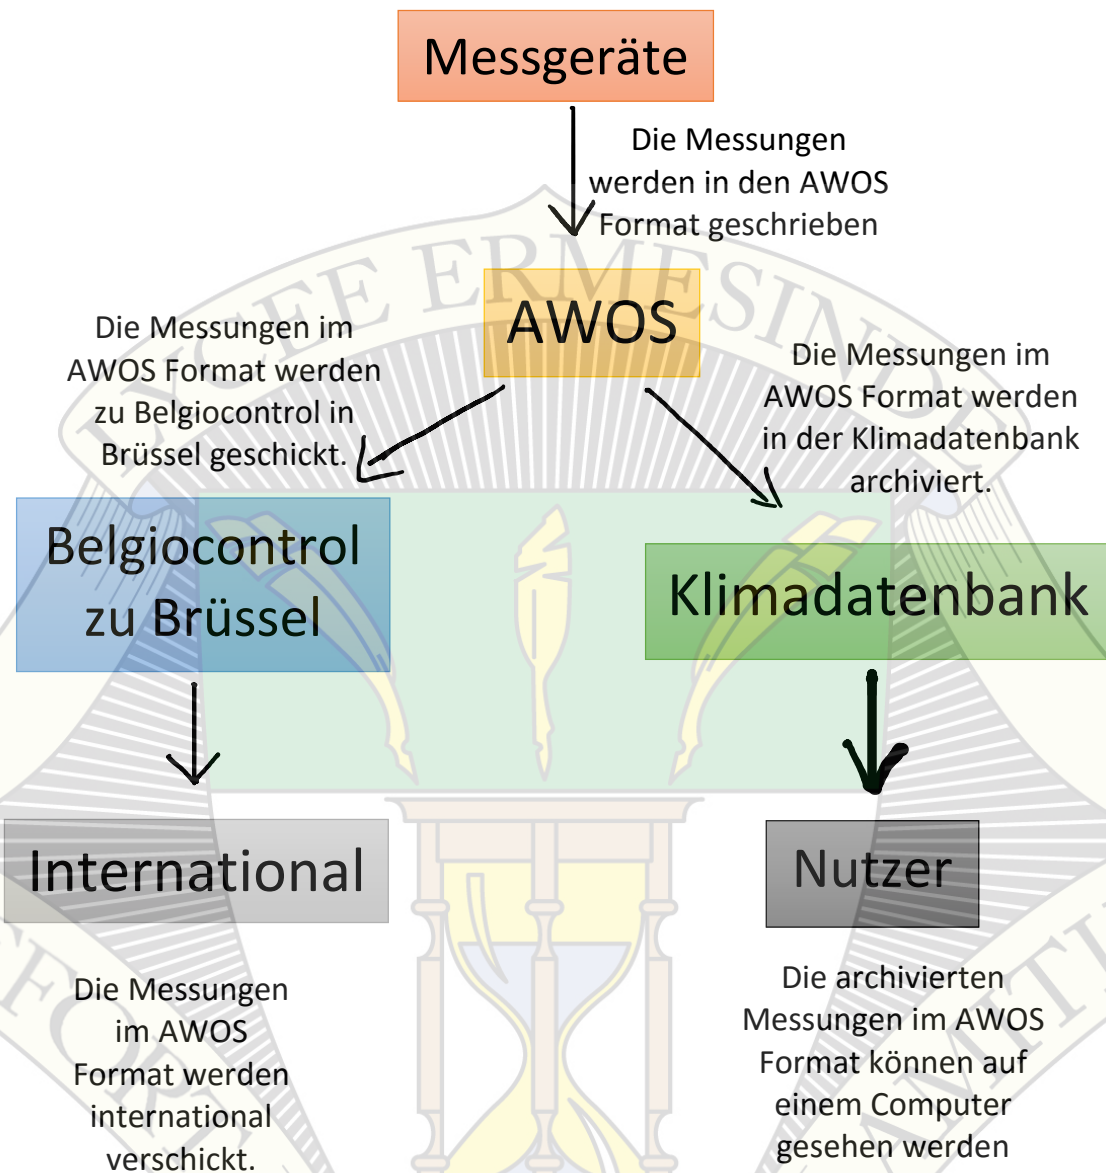 Messgeräte
Die Messungen
werden in den AWOS
Format geschrieben
LYCEE ERMESINDE
AWOS
Die Messungen im
AWOS Format werden
zu Belgiocontrol in
Brüssel geschickt.
Die Messungen im
AWOS Format werden
in der Klimadatenbank
archiviert.
Belgiocontrol
zu Brüssel
Klimadatenbank
International
Nutzer
Die Messungen
im AWOS
Format werden
international
verschickt.
Die archivierten
Messungen im AWOS
Format können auf
einem Computer
gesehen werden